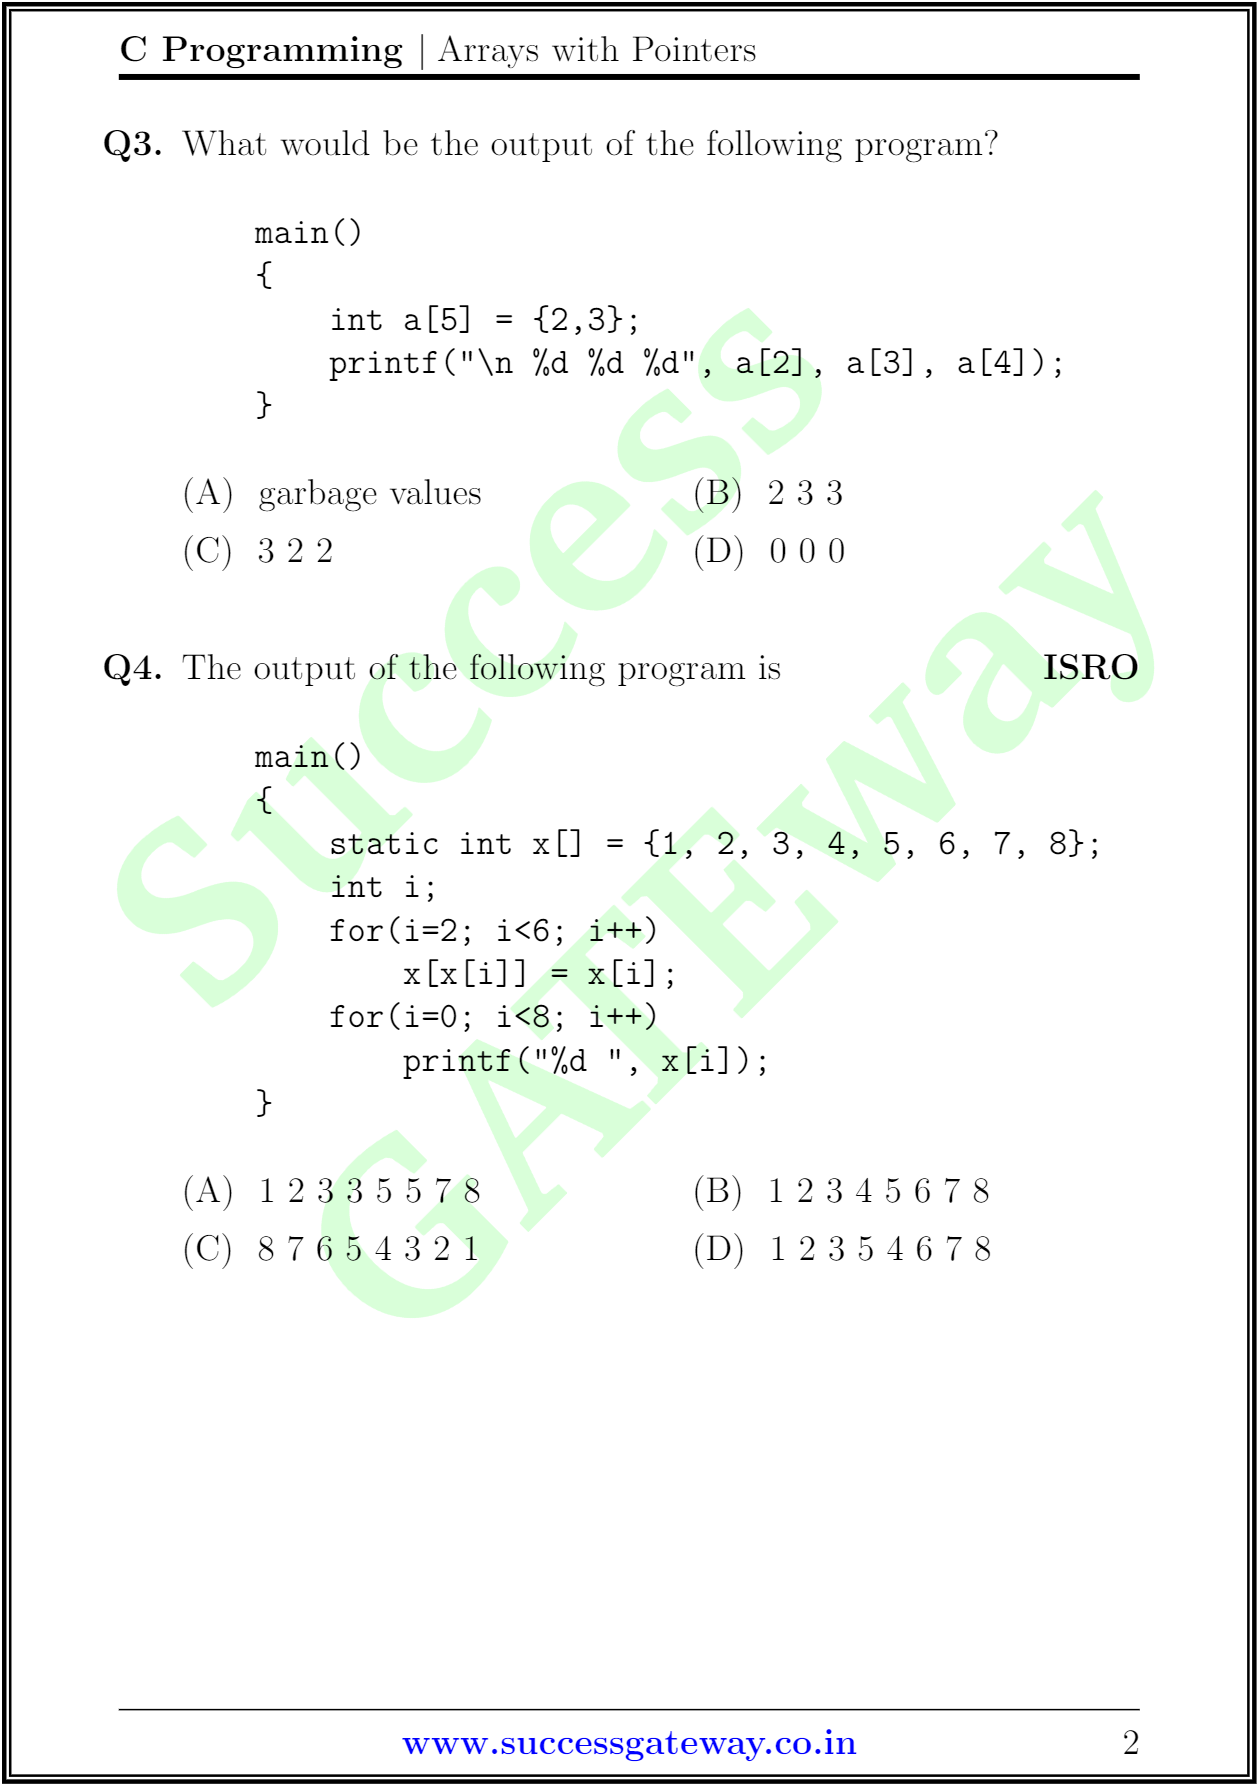 C Programming | Arrays with Pointers
Q3. What would be the output of the following program?
main()
{
    int a[5] = {2,3};
    printf("\n %d %d %d", a[2], a[3], a[4]);
}
(A) garbage values (B) 2 3 3
(C) 3 2 2 (D) 0 0 0
Q4. The output of the following program is ISRO
main()
{
    static int x[] = {1, 2, 3, 4, 5, 6, 7, 8};
    int i;
    for(i=2; i<6; i++)
        x[x[i]] = x[i];
    for(i=0; i<8; i++)
        printf("%d ", x[i]);
}
(A) 1 2 3 3 5 5 7 8 (B) 1 2 3 4 5 6 7 8
(C) 8 7 6 5 4 3 2 1 (D) 1 2 3 5 4 6 7 8
Success
GATEway
www.successgateway.co.in 2